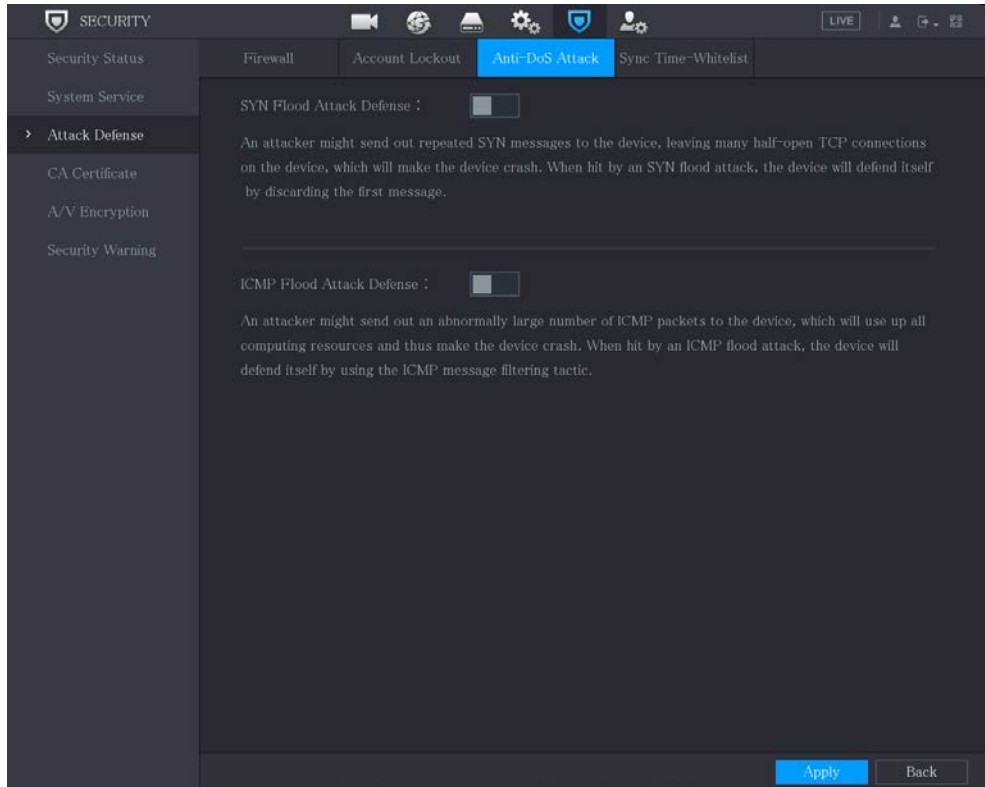 SECURITY
LIVE
Security Status
System Service
Attack Defense
CA Certificate
A/V Encryption
Security Warning
Firewall
Account Lockout
Anti-DoS Attack
Sync Time-Whitelist
SYN Flood Attack Defense :
An attacker might send out repeated SYN messages to the device, leaving many half-open TCP connections
on the device, which will make the device crash. When hit by an SYN flood attack, the device will defend itself
by discarding the first message.
ICMP Flood Attack Defense :
An attacker might send out an abnormally large number of ICMP packets to the device, which will use up all
computing resources and thus make the device crash. When hit by an ICMP flood attack, the device will
defend itself by using the ICMP message filtering tactic.
Apply
Back